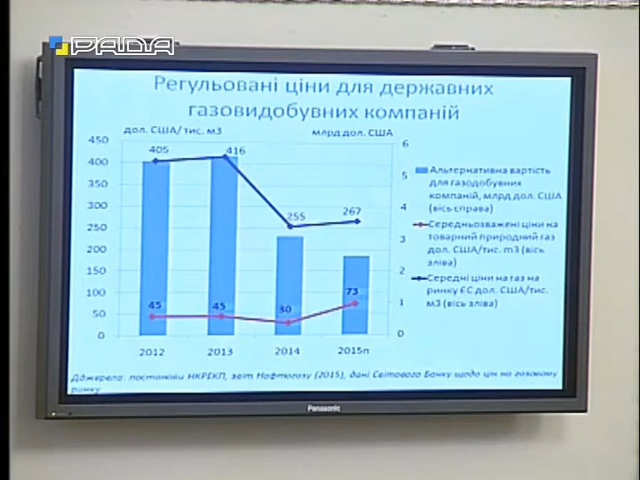 РАДА
Регульовані ціни для державних
газовидобувних компаній
дол. США/тис. м3
млрд дол. США
450
400
350
300
250
200
150
100
50
0
405
416
255
267
45
45
30
73
2012
2013
2014
2015п
6
5
4
3
2
1
0
Альтернативна вартість
для газодобувних
компаній, млрд дол. США
(вісь справа)
Середньозважені ціни на
товарний природний газ
дол. США/тис. m3 (вісь
зліва)
Середні ціни на газ на
ринку ЄС дол. США/тис.
м3 (вісь зліва)
Джерело: постанови НКРЕКП, звіт Нафтогазу (2015), дані Світового Банку щодо цін на газовому
ринку
Panasonic